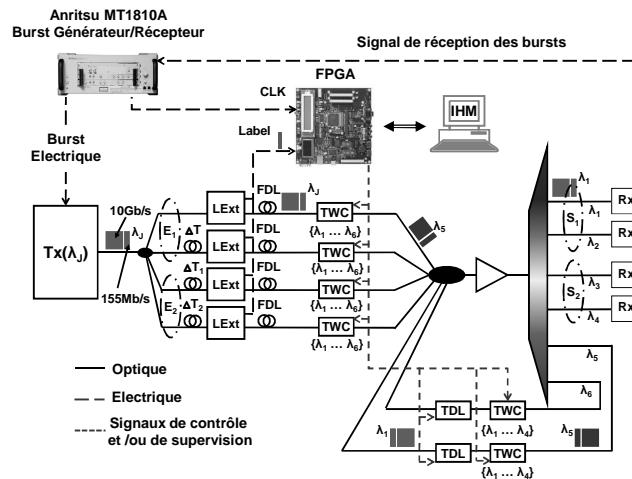 Anritsu MT1810A
Burst Générateur/Récepteur
Signal de réception des bursts
FPGA
CLK
IHM
Label
Burst
Electrique
10Gb/s
λJ
Tx(λJ)
155Mb/s
E1
ΔT
ΔT1
E2
ΔT2
LExt
FDL
λJ
TWC
{λ1 … λ6}
LExt
FDL
TWC
{λ1 … λ6}
LExt
FDL
TWC
{λ1 … λ6}
LExt
FDL
TWC
{λ1 … λ6}
λ5
λ1
λ1
Rx
S1
λ2
Rx
λ3
Rx
S2
λ4
Rx
λ5
λ6
TDL
TWC
{λ1 … λ4}
λ1
TDL
TWC
λ5
{λ1 … λ4}
Optique
Electrique
Signaux de contrôle
et /ou de supervision